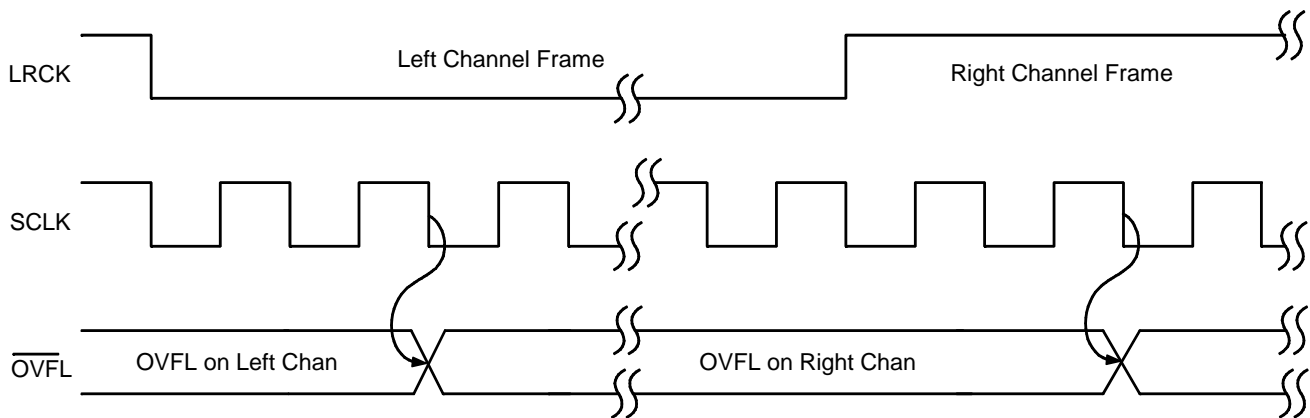 LRCK
Left Channel Frame
Right Channel Frame
SCLK
OVFL
OVFL on Left Chan
OVFL on Right Chan